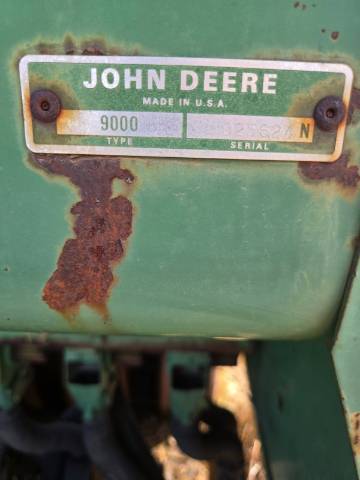 JOHN DEERE
MADE IN U.S.A.
9000 N
TYPE SERIAL